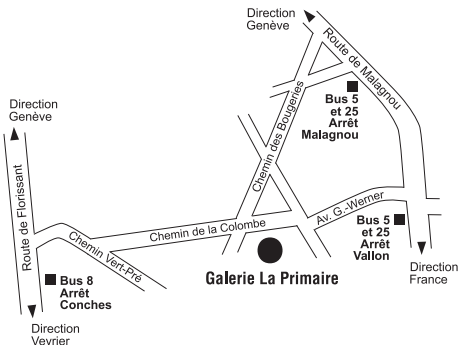 Direction
Genève
Route de Malagnou
Direction
Genève
Bus 5
et 25
Arrêt
Malagnou
Chemin des Bougeries
Route de Florissant
Chemin de la Colombe
Av. G.-Werner
Bus 5
et 25
Arrêt
Vallon
Chemin Vert-Pré
Galerie La Primaire
Direction
France
Bus 8
Arrêt
Conches
Direction
Veyrier